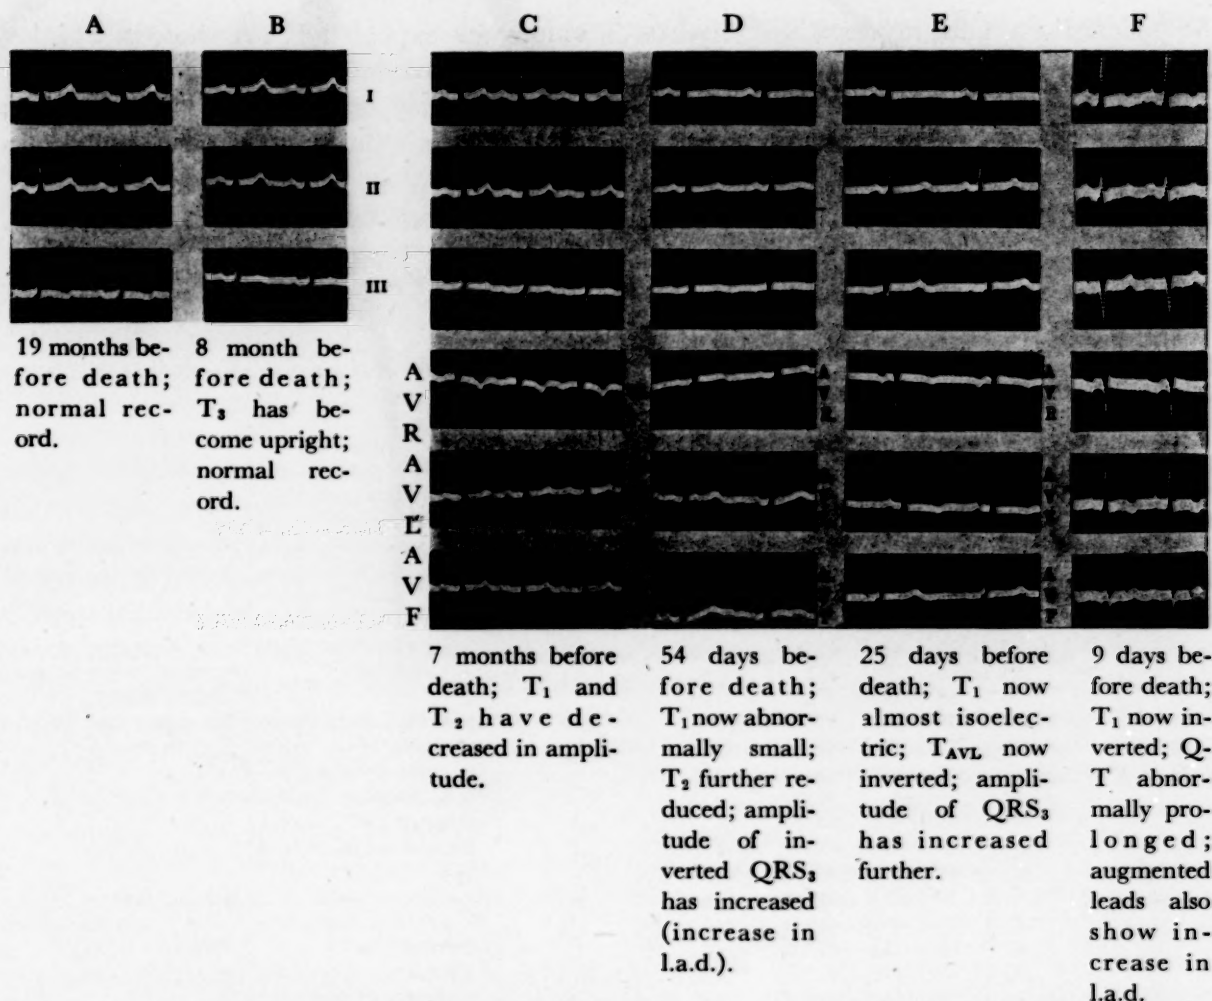 A
B
C
D
E
F
I
II
III
19 months be-
fore death;
normal rec-
ord.
8 month be-
fore death;
T₃ has be-
come upright;
normal rec-
ord.
A
V
R
A
V
L
A
V
F
A
V
R
A
V
R
7 months before
death; T₁ and
T₂ have de-
creased in ampli-
tude.
54 days be-
fore death;
T₁ now abnor-
mally small;
T₂ further re-
duced; ampli-
tude of in-
verted QRS₃
has increased
(increase in
l.a.d.).
25 days before
death; T₁ now
almost isoelec-
tric; TAVL now
inverted; ampli-
tude of QRS₃
has increased
further.
9 days be-
fore death;
T₁ now in-
verted; Q-
T abnor-
mally pro-
longed;
augmented
leads also
show in-
crease in
l.a.d.